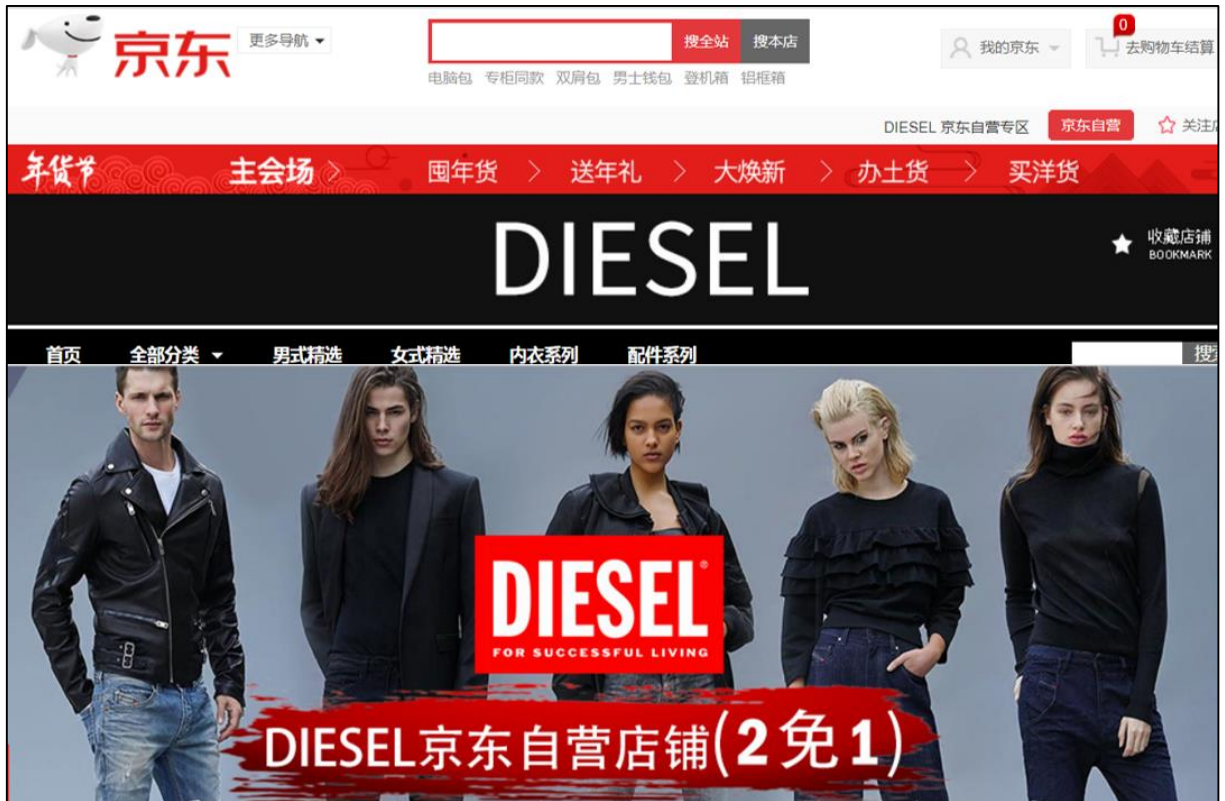 京东
更多导航
搜全站 搜本店
我的京东
0
去购物车结算
电脑包 专柜同款 双肩包 男士钱包 登机箱 铝框箱
DIESEL 京东自营专区 京东自营 关注
年货节 主会场 囤年货 送年礼 大焕新 办土货 买洋货
DIESEL
收藏店铺
BOOKMARK
首页 全部分类 男式精选 女式精选 内衣系列 配件系列
DIESEL®
FOR SUCCESSFUL LIVING
DIESEL京东自营店铺(2免1)